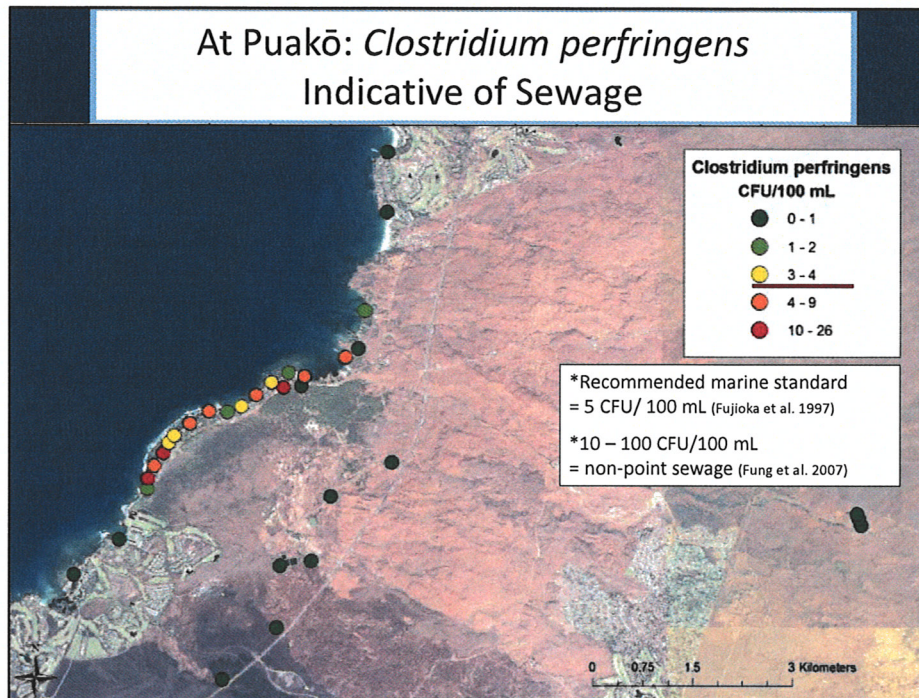 At Puakō: Clostridium perfringens
Indicative of Sewage
Clostridium perfringens
CFU/100 mL
0 - 1
1 - 2
3 - 4
4 - 9
10 - 26
*Recommended marine standard
= 5 CFU/ 100 mL (Fujioka et al. 1997)
*10 – 100 CFU/100 mL
= non-point sewage (Fung et al. 2007)
0 0.75 1.5 3 Kilometers